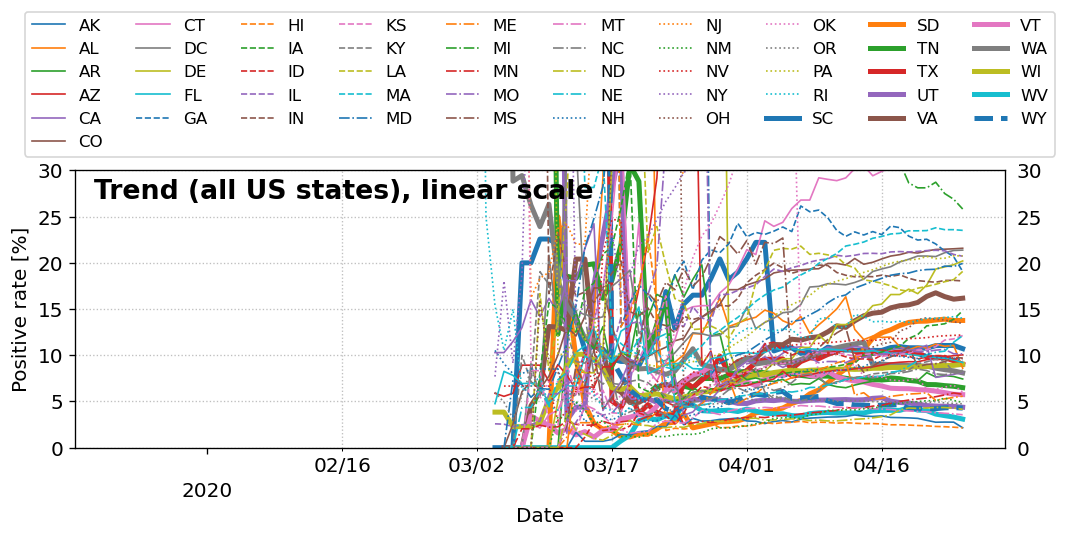 AK CT HI KS ME MT NJ OK SD VT
AL DC IA KY MI NC NM OR TN WA
AR DE ID LA MN ND NV PA TX WI
AZ FL IL MA MO NE NY RI UT WV
CA GA IN MD MS NH OH SC VA WY
CO
Trend (all US states), linear scale
Positive rate [%]
30 30
25 25
20 20
15 15
10 10
5 5
0 0
02/16 03/02 03/17 04/01 04/16
2020
Date